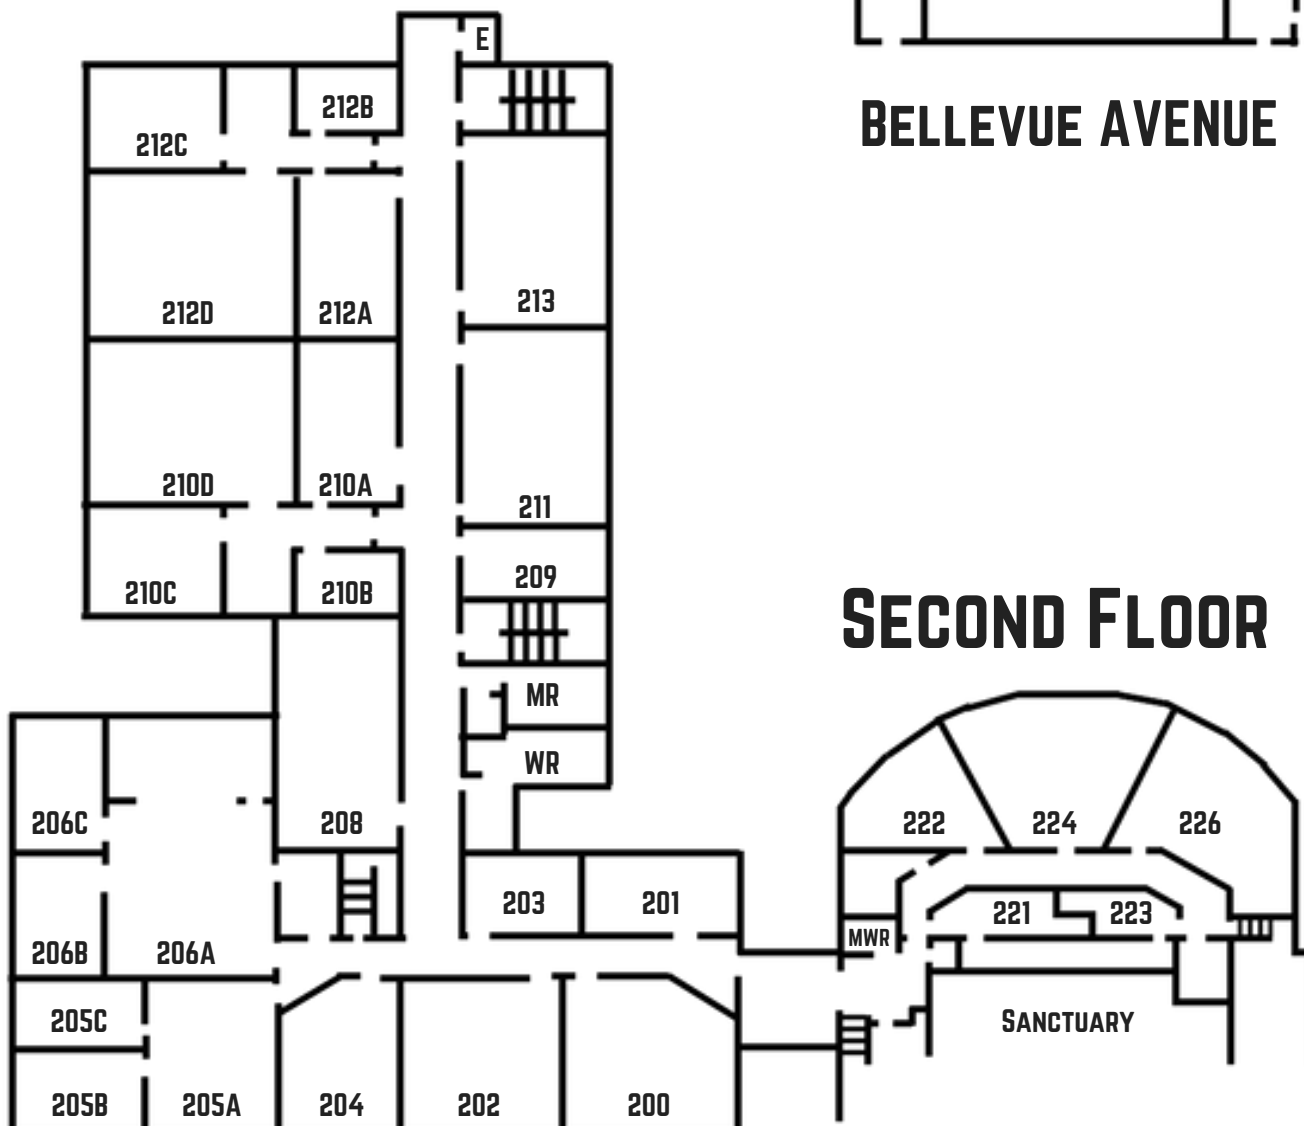 E
BELLEVUE AVENUE
212B
212C
213
212D
212A
210D
210A
211
209
210C
210B
SECOND FLOOR
MR
WR
206C
208
222
224
226
203
201
221
223
MWR
206B
206A
205C
SANCTUARY
205B
205A
204
202
200